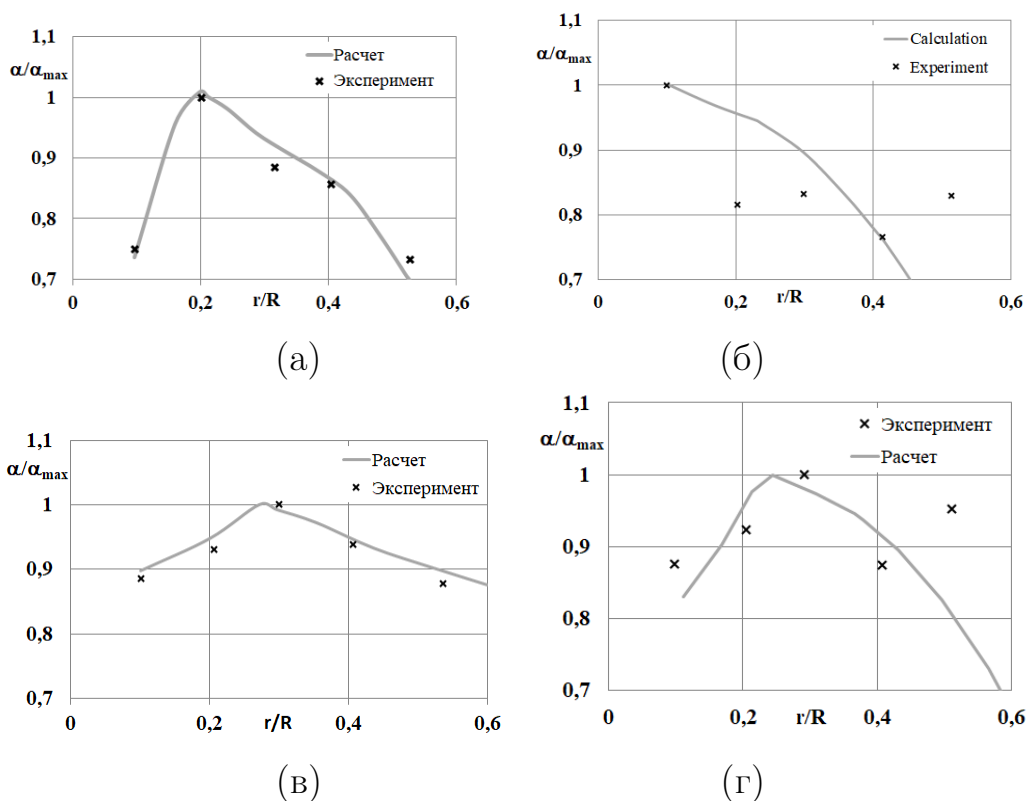 1,1
α/αmax
1
0,9
0,8
0,7
0
0,2
r/R
0,4
0,6
Расчет
Эксперимент
(а)
1,1
α/αmax
1
0,9
0,8
0,7
0
0,2
r/R
0,4
0,6
Calculation
Experiment
(б)
1,1
α/αmax
1
0,9
0,8
0,7
0
0,2
r/R
0,4
0,6
Расчет
Эксперимент
(в)
1,1
α/αmax
1
0,9
0,8
0,7
0
0,2
r/R
0,4
0,6
Эксперимент
Расчет
(г)